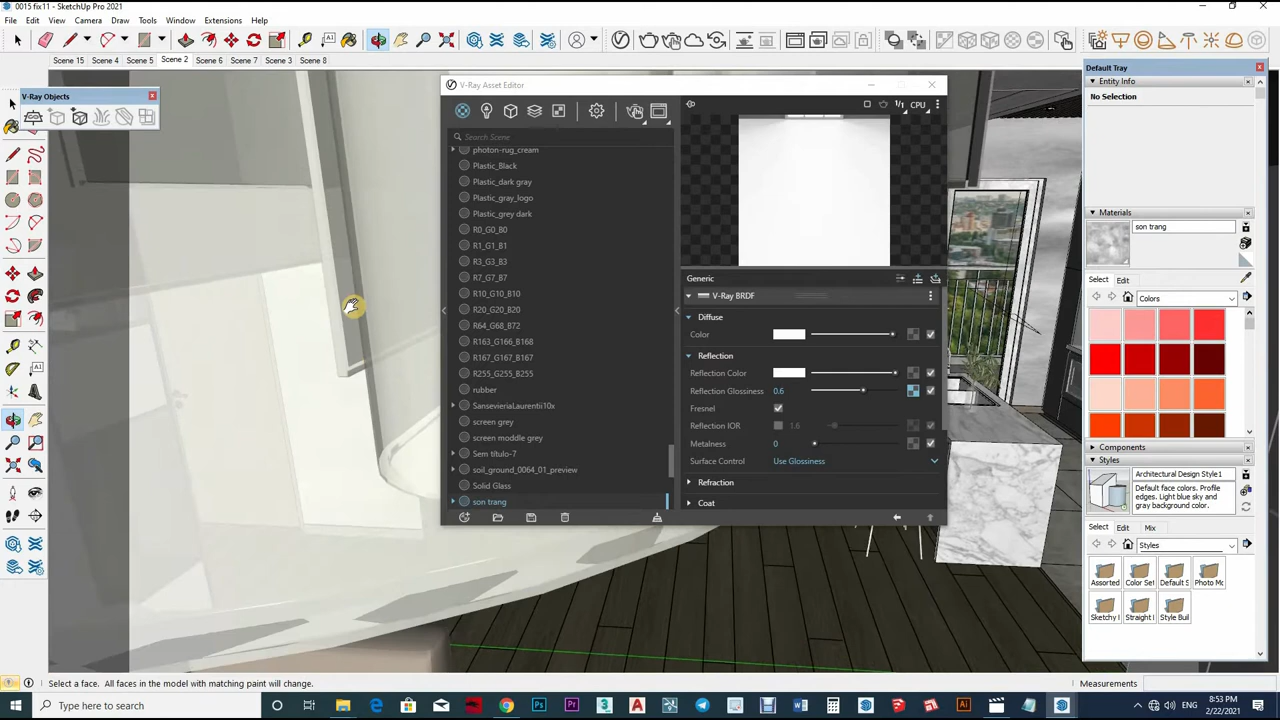 0015 fix11 - SketchUp Pro 2021
File Edit View Camera Draw Tools Window Extensions Help
Scene 15 Scene 4 Scene 5 Scene 2 Scene 6 Scene 7 Scene 3 Scene 8
V-Ray Objects
V-Ray Asset Editor
CPU
Search Scene
photon-rug_cream
Plastic_Black
Plastic_dark gray
Plastic_gray_logo
Plastic_grey dark
R0_G0_B0
R1_G1_B1
R3_G3_B3
R7_G7_B7
R10_G10_B10
R20_G20_B20
R64_G68_B72
R163_G166_B168
R167_G167_B167
R255_G255_B255
rubber
SansevieriaLaurentii10x
screen grey
screen moddle grey
Sem título-7
soil_ground_0064_01_preview
Solid Glass
son trang
Generic
V-Ray BRDF
Diffuse
Color
Reflection
Reflection Color
Reflection Glossiness 0.6
Fresnel
Reflection IOR 1.6
Metalness 0
Surface Control Use Glossiness
Refraction
Coat
Default Tray
Entity Info
No Selection
Materials
son trang
Select Edit
Colors
Components
Styles
Architectural Design Style1
Default face colors. Profile
edges. Light blue sky and
gray background color.
Select Edit Mix
Styles
Assorted Color Set Default S Photo Mo
Sketchy I Straight I Style Buil
Select a face. All faces in the model with matching paint will change.
Measurements
Type here to search
ENG
8:53 PM
2/22/2021